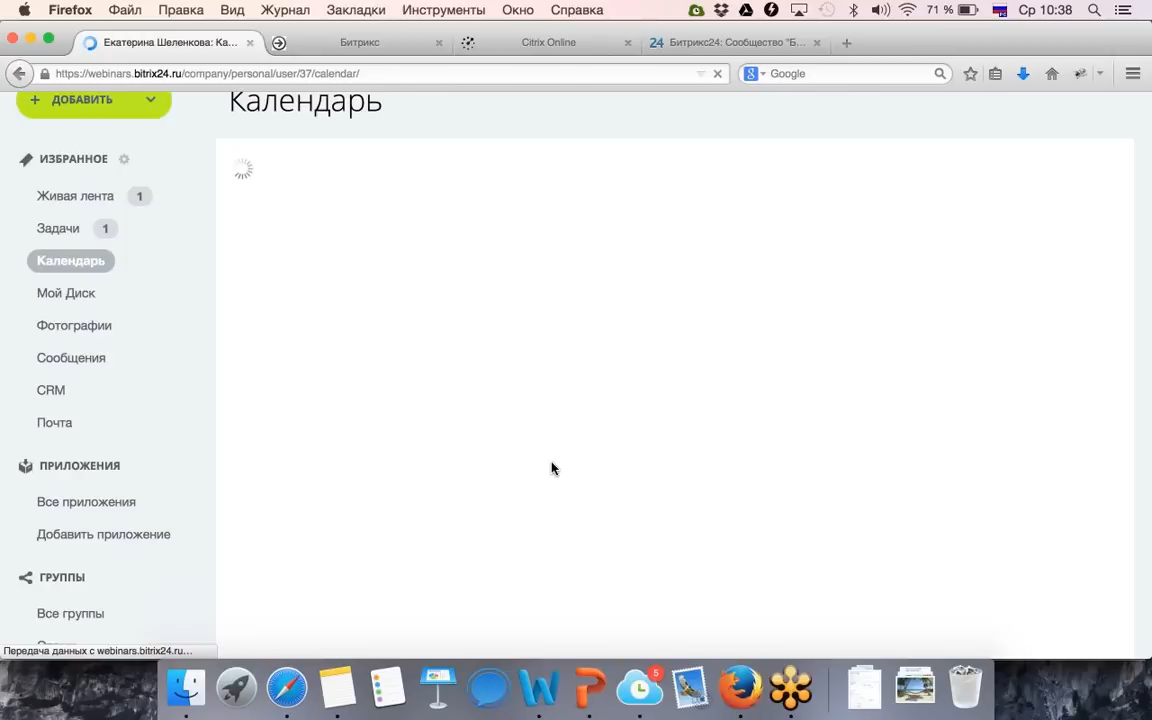 Firefox Файл Правка Вид Журнал Закладки Инструменты Окно Справка 71 % Ср 10:38
Екатерина Шеленкова: Ка... Битрикс Citrix Online 24 Битрикс24: Сообщество "Б...
https://webinars.bitrix24.ru/company/personal/user/37/calendar/ Google
+ ДОБАВИТЬ
Календарь
ИЗБРАННОЕ
Живая лента 1
Задачи 1
Календарь
Мой Диск
Фотографии
Сообщения
CRM
Почта
ПРИЛОЖЕНИЯ
Все приложения
Добавить приложение
ГРУППЫ
Все группы
Передача данных с webinars.bitrix24.ru...
5